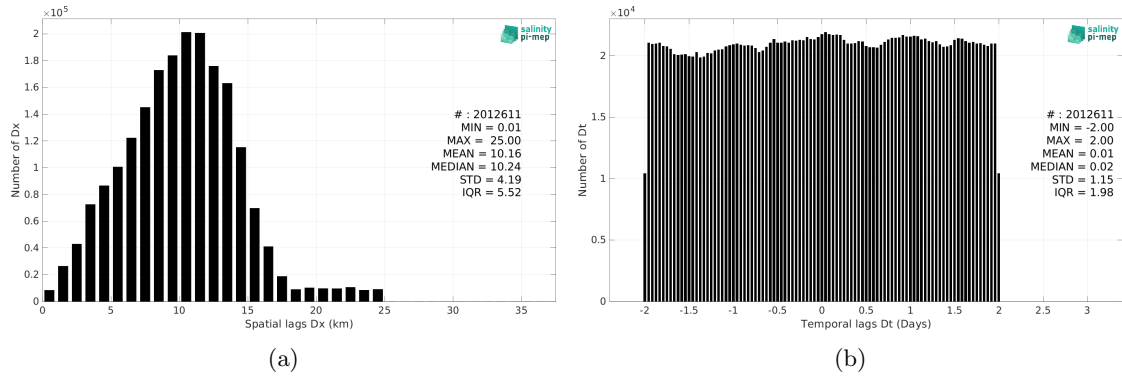 ×10⁵
2
1.8
1.6
1.4
1.2
1
0.8
0.6
0.4
0.2
0
Number of Dx
0 5 10 15 20 25 30 35
Spatial lags Dx (km)
salinity
pi-mep
# : 2012611
MIN = 0.01
MAX = 25.00
MEAN = 10.16
MEDIAN = 10.24
STD = 4.19
IQR = 5.52
(a)
×10⁴
2
1.5
1
0.5
0
Number of Dt
-2 -1.5 -1 -0.5 0 0.5 1 1.5 2 2.5 3
Temporal lags Dt (Days)
salinity
pi-mep
# : 2012611
MIN = -2.00
MAX = 2.00
MEAN = 0.01
MEDIAN = 0.02
STD = 1.15
IQR = 1.98
(b)